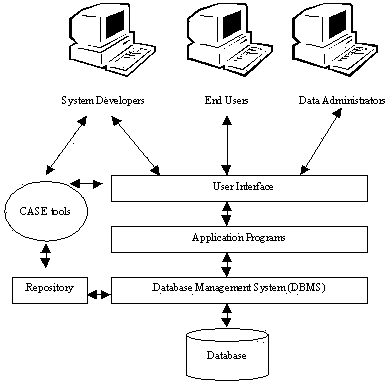 System Developers
End Users
Data Administrators
User Interface
CASE tools
Application Programs
Repository
Database Management System (DBMS)
Database